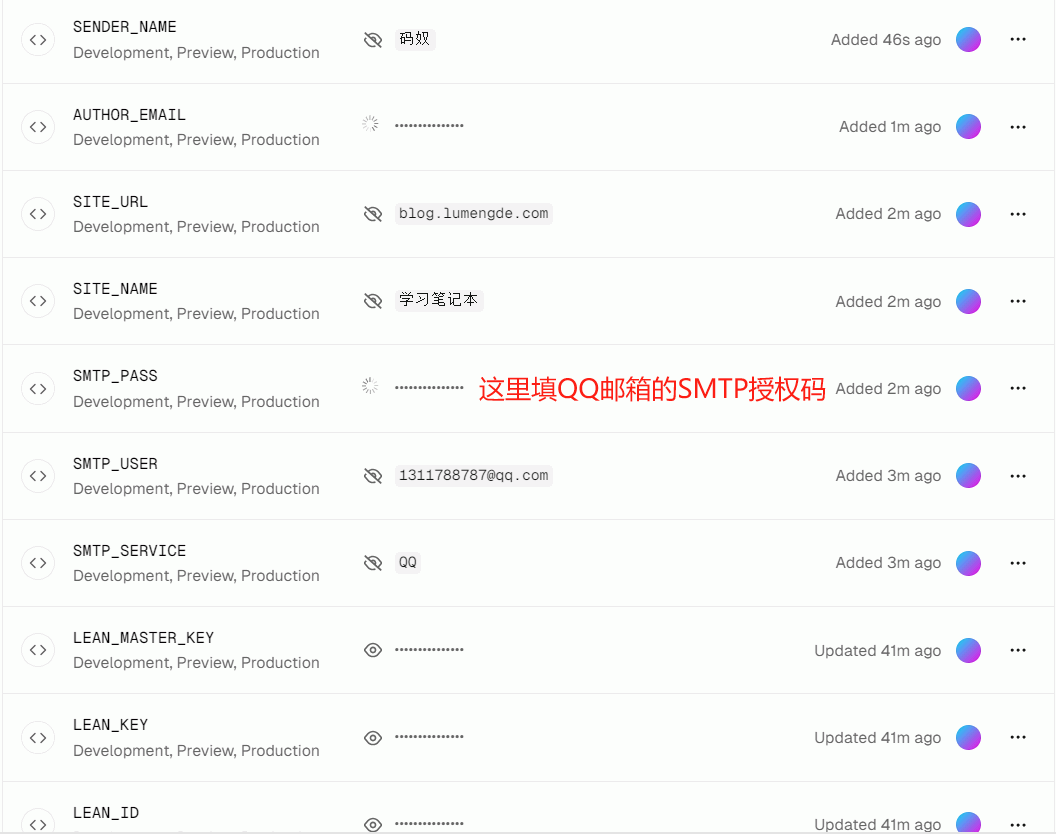 SENDER_NAME
Development, Preview, Production
码奴
Added 46s ago
AUTHOR_EMAIL
Development, Preview, Production
•••••••••••••••
Added 1m ago
SITE_URL
Development, Preview, Production
blog.lumengde.com
Added 2m ago
SITE_NAME
Development, Preview, Production
学习笔记本
Added 2m ago
SMTP_PASS
Development, Preview, Production
•••••••••••••••
这里填QQ邮箱的SMTP授权码
Added 2m ago
SMTP_USER
Development, Preview, Production
1311788787@qq.com
Added 3m ago
SMTP_SERVICE
Development, Preview, Production
QQ
Added 3m ago
LEAN_MASTER_KEY
Development, Preview, Production
•••••••••••••••
Updated 41m ago
LEAN_KEY
Development, Preview, Production
•••••••••••••••
Updated 41m ago
LEAN_ID
•••••••••••••••
Updated 41m ago